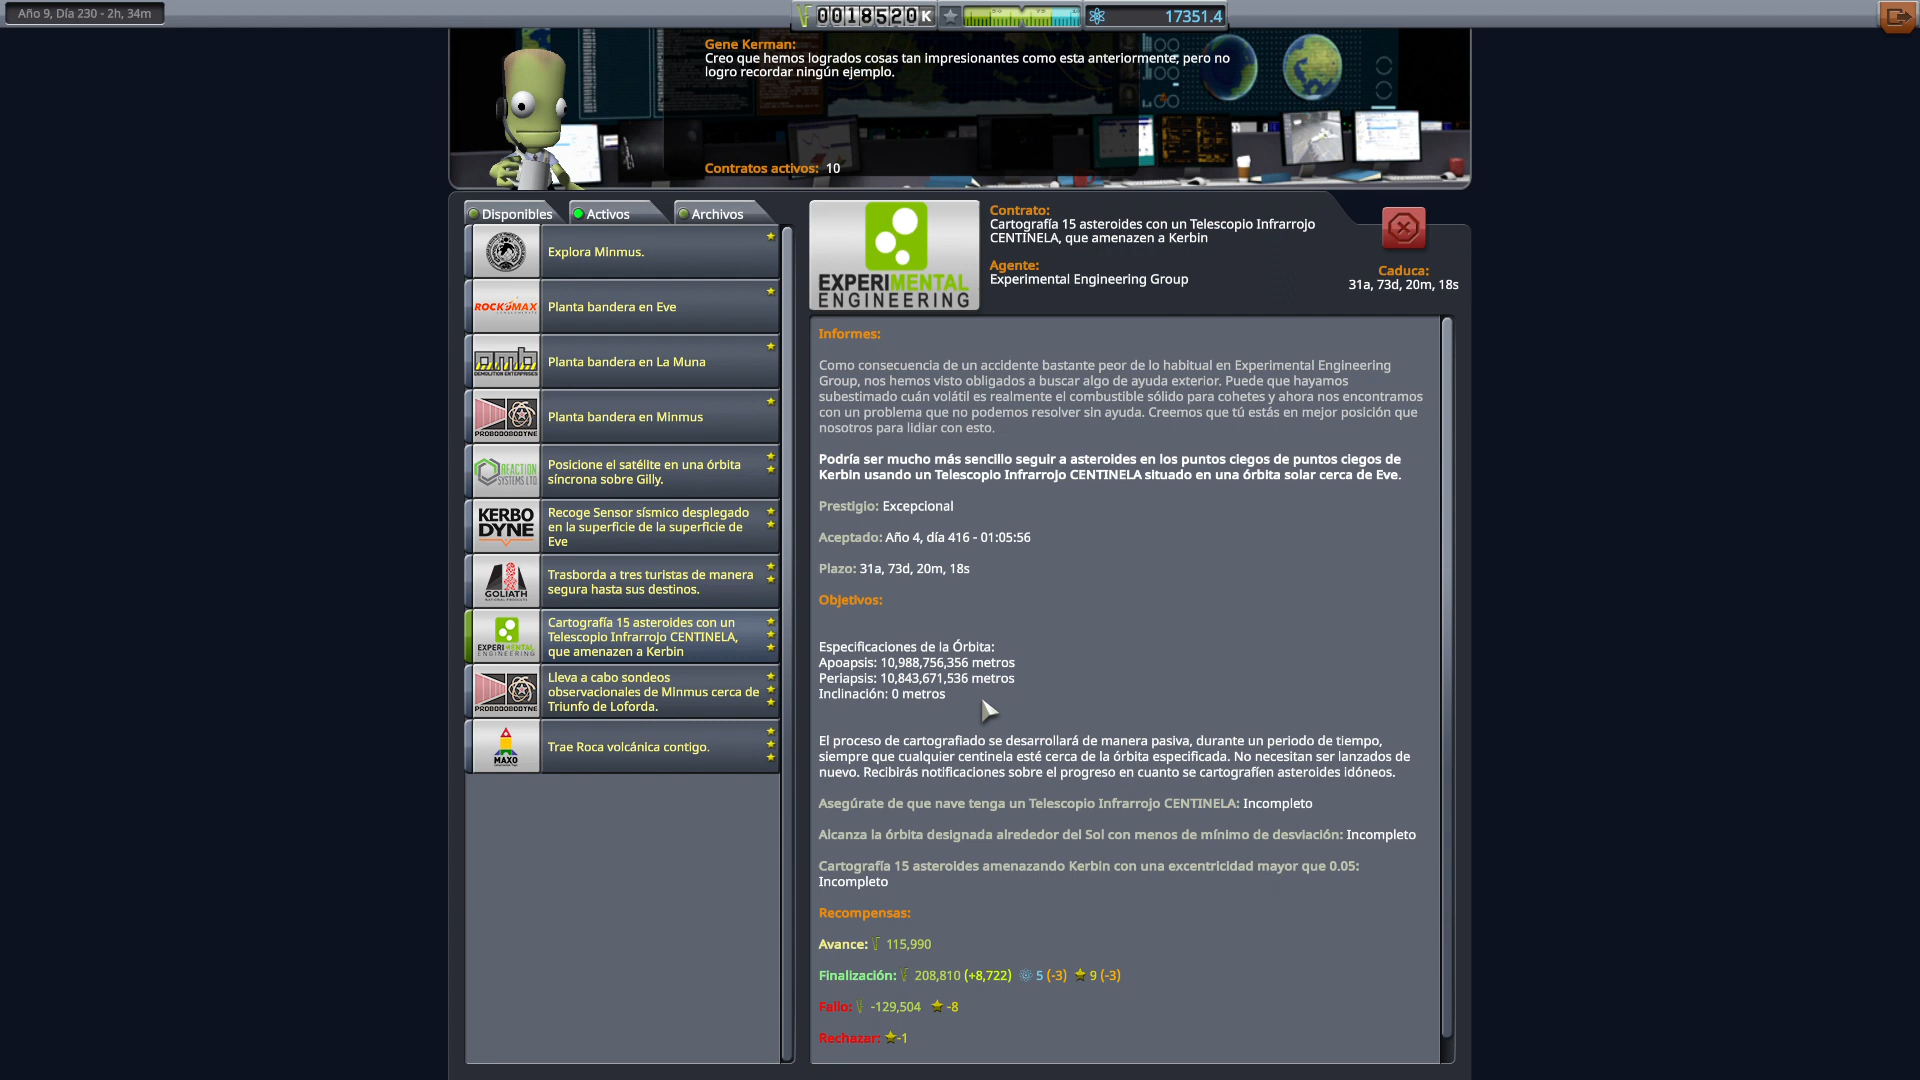 Año 9, Día 230 - 2h, 34m
0018520K
17351.4
Gene Kerman:
Creo que hemos logrados cosas tan impresionantes como esta anteriormente, pero no
logro recordar ningún ejemplo.
Contratos activos: 10
Disponibles
Activos
Archivos
Explora Minmus.
ROCKOMAX
Planta bandera en Eve
DEMOLITION ENTERPRISES
Planta bandera en La Muna
PROBODOBODYNE
Planta bandera en Minmus
REACTION
SYSTEMS LTD
Posicione el satélite en una órbita
síncrona sobre Gilly.
KERBO
DYNE
Recoge Sensor sísmico desplegado
en la superficie de la superficie de
Eve
GOLIATH
NATIONAL PRODUCTS
Trasborda a tres turistas de manera
segura hasta sus destinos.
EXPERIMENTAL
ENGINEERING
Cartografía 15 asteroides con un
Telescopio Infrarrojo CENTINELA,
que amenazen a Kerbin
PROBODOBODYNE
Lleva a cabo sondeos
observacionales de Minmus cerca de
Triunfo de Loforda.
MAXO
Trae Roca volcánica contigo.
EXPERIMENTAL
ENGINEERING
Contrato:
Cartografía 15 asteroides con un Telescopio Infrarrojo
CENTINELA, que amenazen a Kerbin
Agente:
Experimental Engineering Group
Caduca:
31a, 73d, 20m, 18s
Informes:
Como consecuencia de un accidente bastante peor de lo habitual en Experimental Engineering
Group, nos hemos visto obligados a buscar algo de ayuda exterior. Puede que hayamos
subestimado cuán volátil es realmente el combustible sólido para cohetes y ahora nos encontramos
con un problema que no podemos resolver sin ayuda. Creemos que tú estás en mejor posición que
nosotros para lidiar con esto.
Podría ser mucho más sencillo seguir a asteroides en los puntos ciegos de puntos ciegos de
Kerbin usando un Telescopio Infrarrojo CENTINELA situado en una órbita solar cerca de Eve.
Prestigio: Excepcional
Aceptado: Año 4, día 416 - 01:05:56
Plazo: 31a, 73d, 20m, 18s
Objetivos:
Especificaciones de la Órbita:
Apoapsis: 10,988,756,356 metros
Periapsis: 10,843,671,536 metros
Inclinación: 0 metros
El proceso de cartografiado se desarrollará de manera pasiva, durante un periodo de tiempo,
siempre que cualquier centinela esté cerca de la órbita especificada. No necesitan ser lanzados de
nuevo. Recibirás notificaciones sobre el progreso en cuanto se cartografíen asteroides idóneos.
Asegúrate de que nave tenga un Telescopio Infrarrojo CENTINELA: Incompleto
Alcanza la órbita designada alrededor del Sol con menos de mínimo de desviación: Incompleto
Cartografía 15 asteroides amenazando Kerbin con una excentricidad mayor que 0.05:
Incompleto
Recompensas:
Avance: 115,990
Finalización: 208,810 (+8,722) 5 (-3) 9 (-3)
Fallo: -129,504 -8
Rechazar: -1